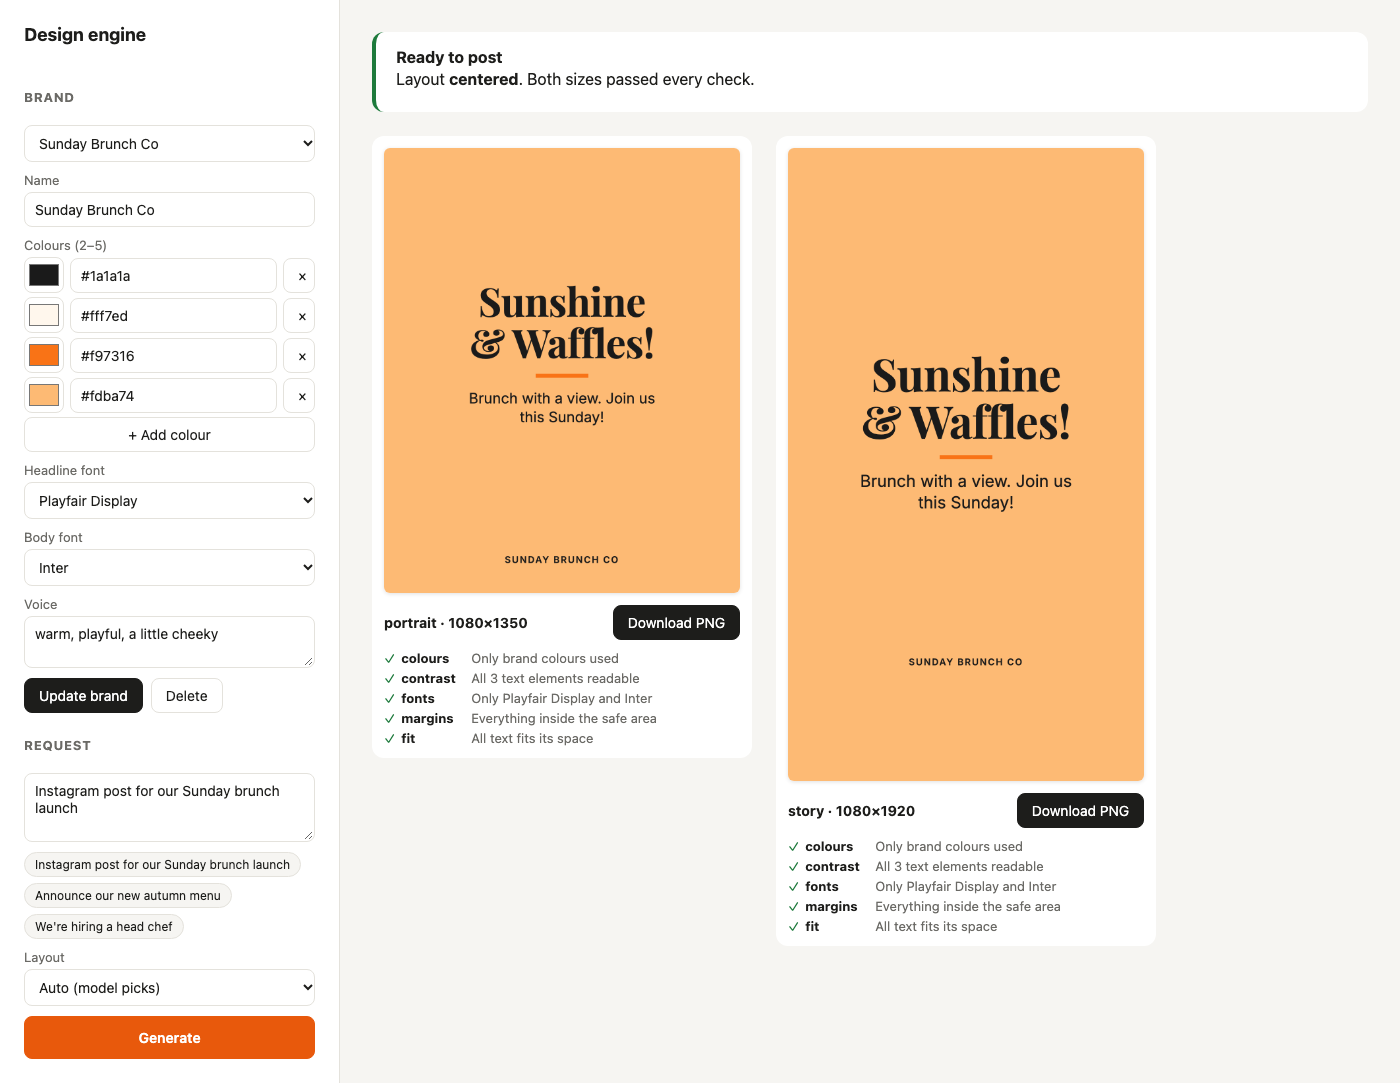 Design engine
BRAND
Sunday Brunch Co
Name
Sunday Brunch Co
Colours (2–5)
#1a1a1a
×
#fff7ed
×
#f97316
×
#fdba74
×
+ Add colour
Headline font
Playfair Display
Body font
Inter
Voice
warm, playful, a little cheeky
Update brand
Delete
REQUEST
Instagram post for our Sunday brunch
launch
Instagram post for our Sunday brunch launch
Announce our new autumn menu
We're hiring a head chef
Layout
Auto (model picks)
Generate
Ready to post
Layout centered. Both sizes passed every check.
Sunshine
& Waffles!
Brunch with a view. Join us
this Sunday!
SUNDAY BRUNCH CO
portrait · 1080×1350
Download PNG
✓ colours Only brand colours used
✓ contrast All 3 text elements readable
✓ fonts Only Playfair Display and Inter
✓ margins Everything inside the safe area
✓ fit All text fits its space
Sunshine
& Waffles!
Brunch with a view. Join us
this Sunday!
SUNDAY BRUNCH CO
story · 1080×1920
Download PNG
✓ colours Only brand colours used
✓ contrast All 3 text elements readable
✓ fonts Only Playfair Display and Inter
✓ margins Everything inside the safe area
✓ fit All text fits its space